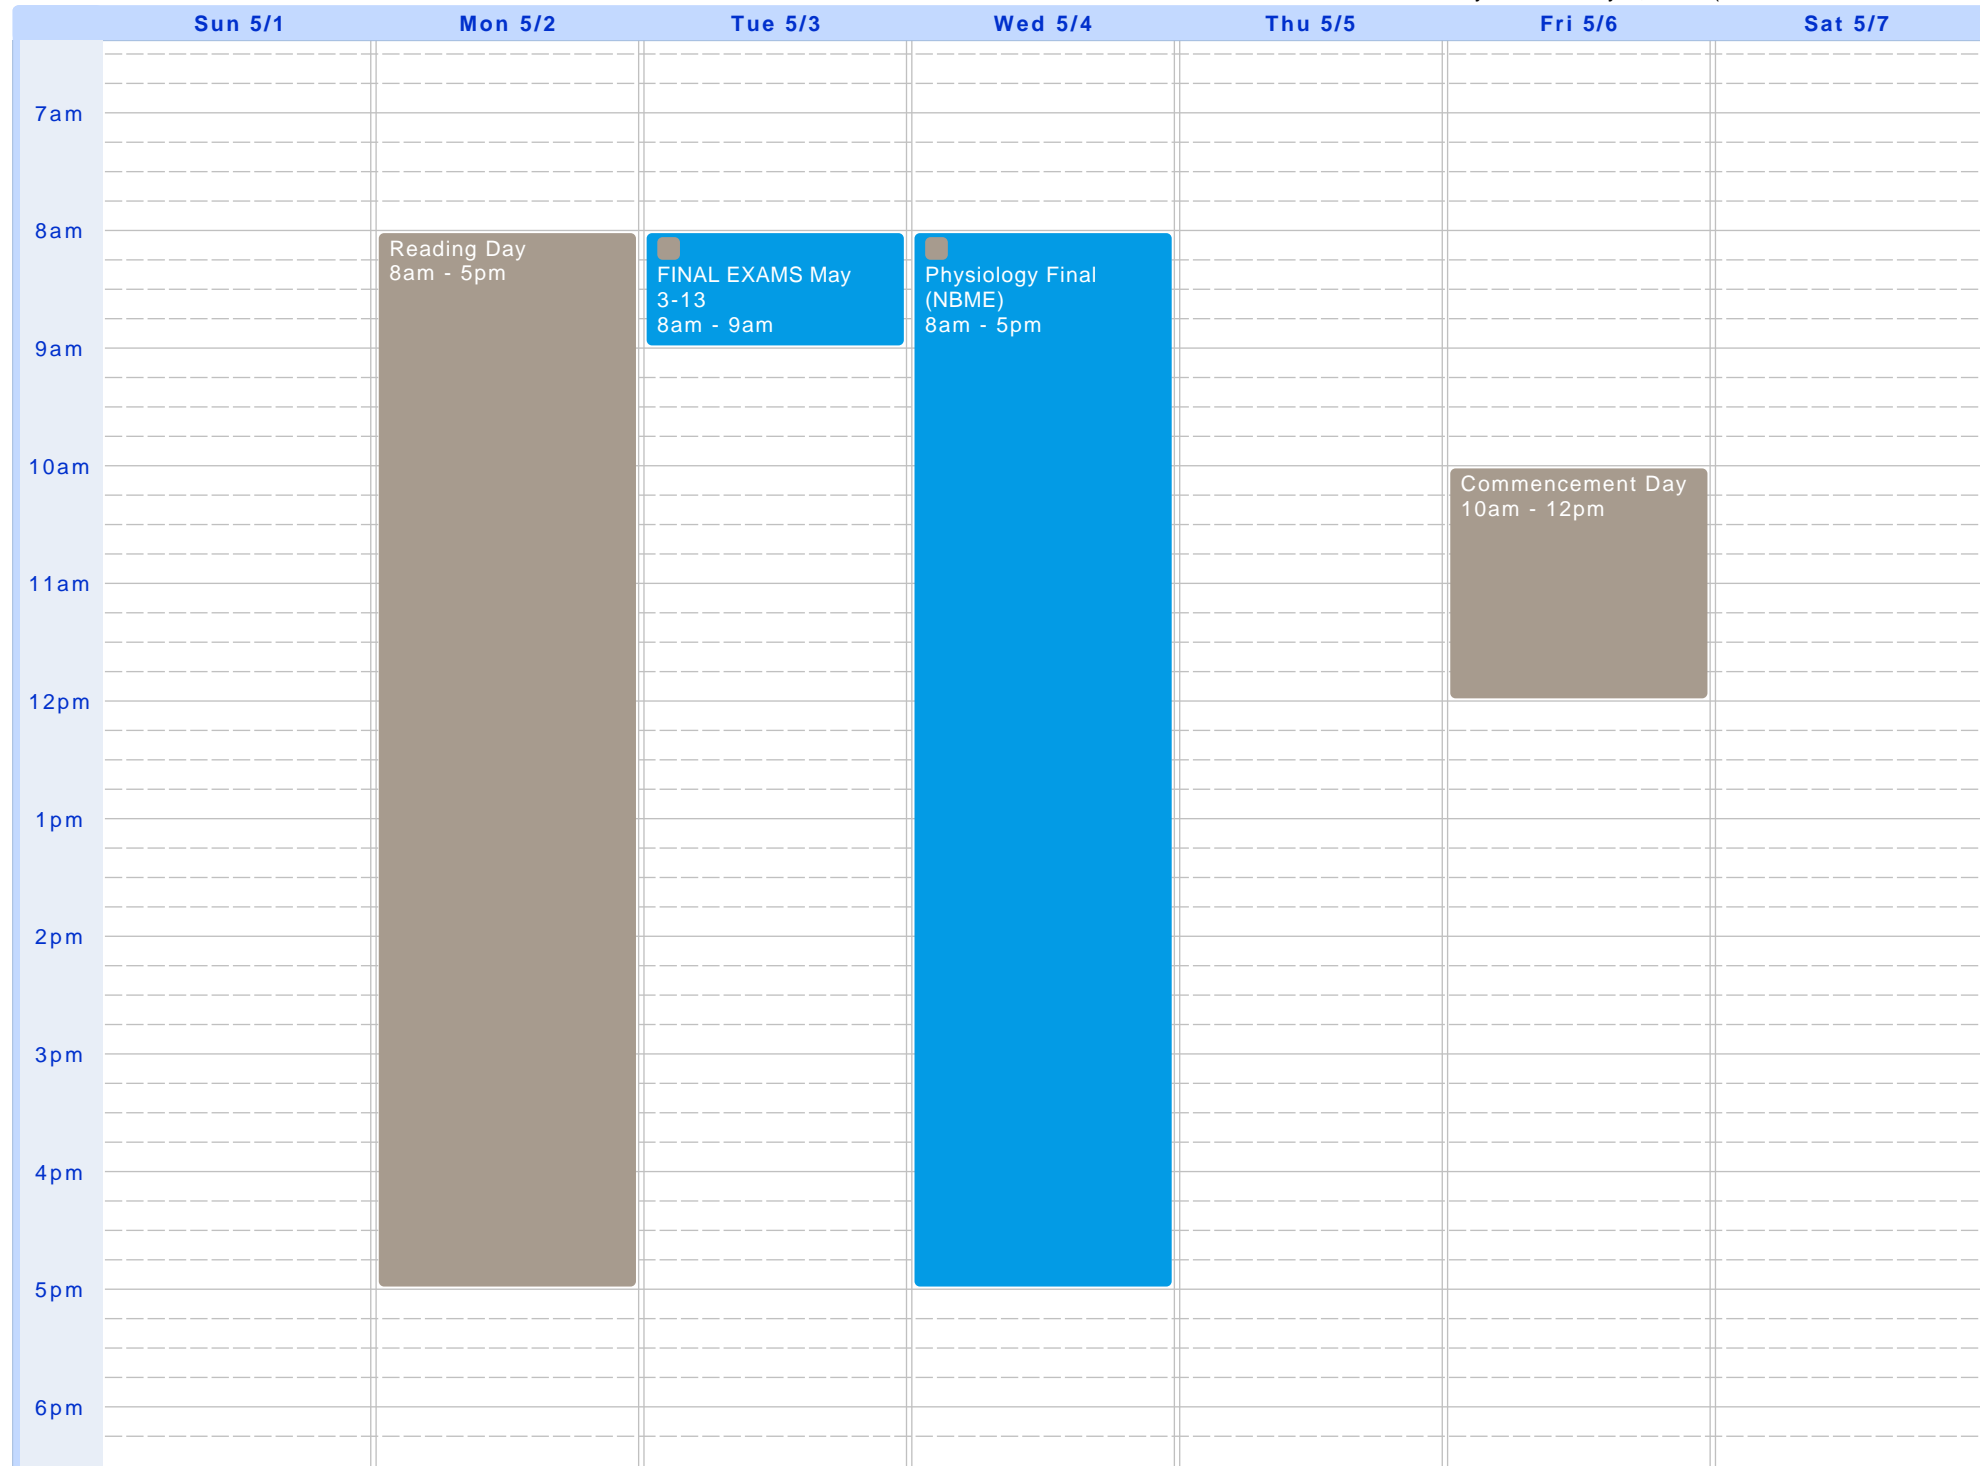 Sun 5/1 Mon 5/2 Tue 5/3 Wed 5/4 Thu 5/5 Fri 5/6 Sat 5/7
7am
8am
Reading Day
8am - 5pm
FINAL EXAMS May
3-13
8am - 9am
Physiology Final
(NBME)
8am - 5pm
9am
10am
Commencement Day
10am - 12pm
11am
12pm
1pm
2pm
3pm
4pm
5pm
6pm